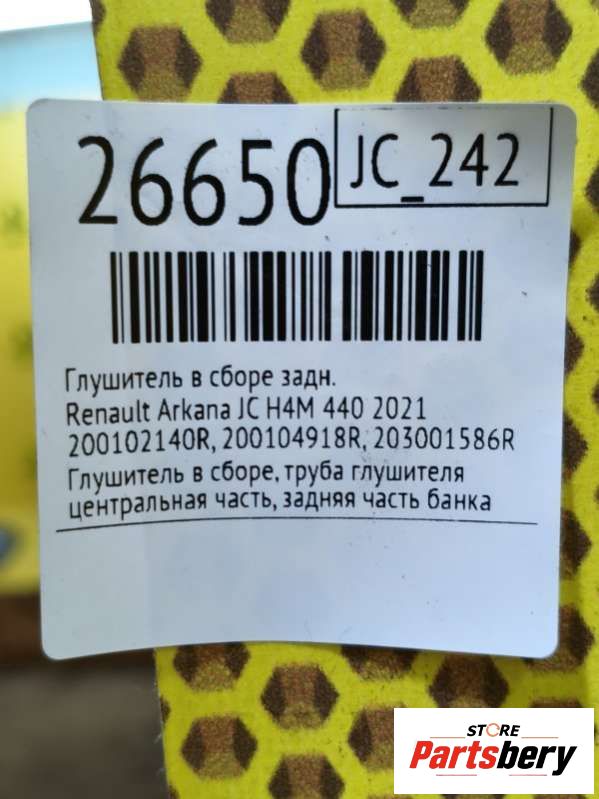 26650
JC_242
Глушитель в сборе задн.
Renault Arkana JC H4M 440 2021
200102140R, 200104918R, 203001586R
Глушитель в сборе, труба глушителя
центральная часть, задняя часть банка
STORE
Partsbery